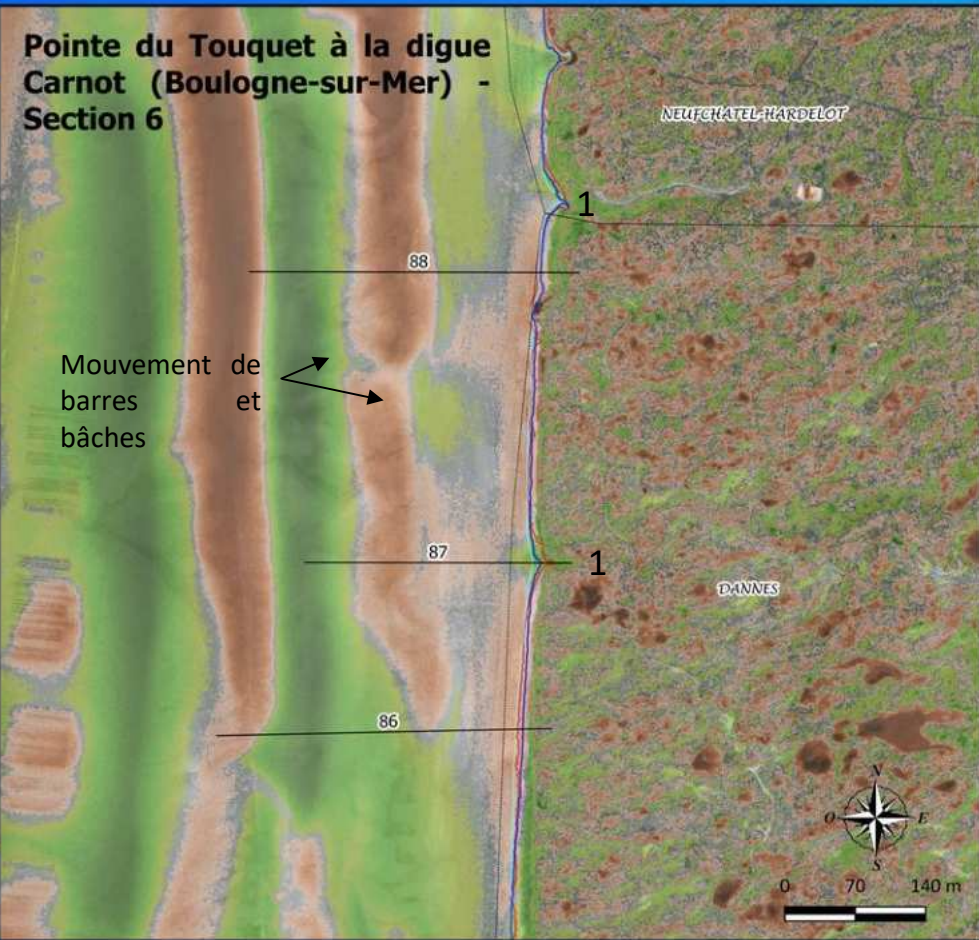 Pointe du Touquet à la digue
Carnot (Boulogne-sur-Mer) -
Section 6
NEUFCHATEL-HARDELOT
1
88
Mouvement de
barres et
bâches
87
1
DANNES
86
N
O E
S
0 70 140 m